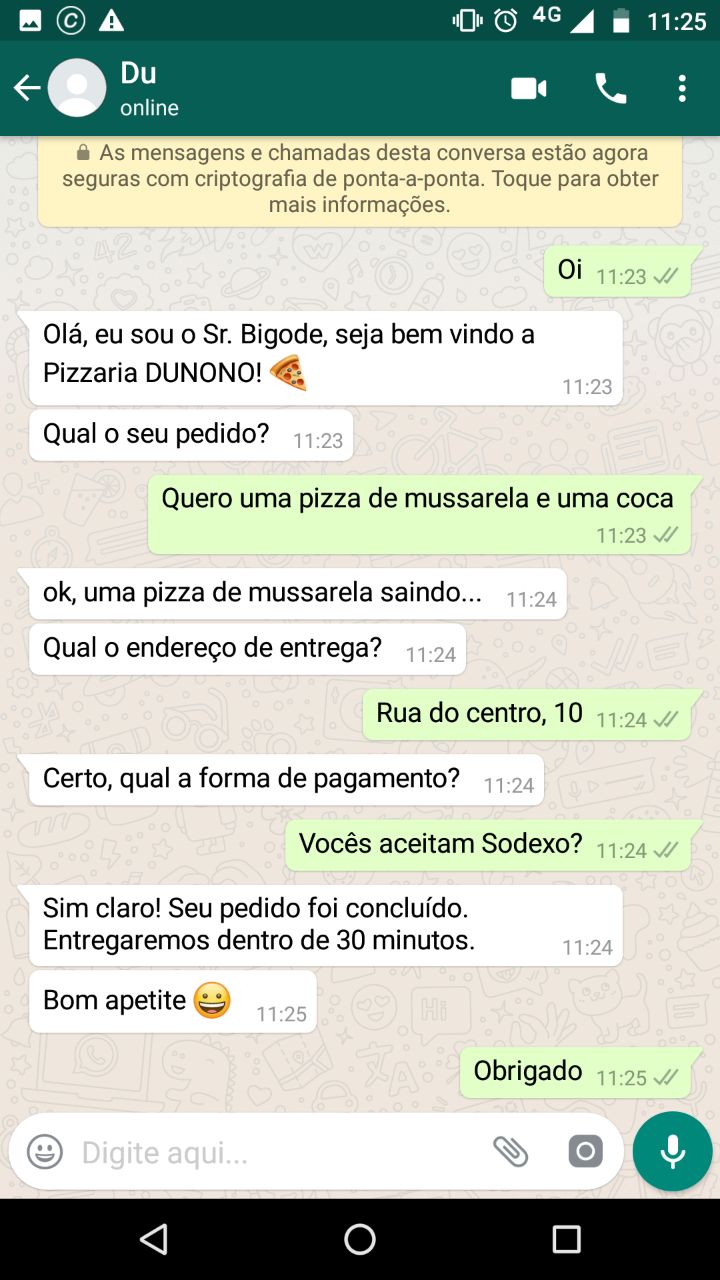 4G 11:25
Du
online
As mensagens e chamadas desta conversa estão agora
seguras com criptografia de ponta-a-ponta. Toque para obter
mais informações.
Oi 11:23
Olá, eu sou o Sr. Bigode, seja bem vindo a
Pizzaria DUNONO! 🍕
11:23
Qual o seu pedido? 11:23
Quero uma pizza de mussarela e uma coca
11:23
ok, uma pizza de mussarela saindo... 11:24
Qual o endereço de entrega? 11:24
Rua do centro, 10 11:24
Certo, qual a forma de pagamento? 11:24
Vocês aceitam Sodexo? 11:24
Sim claro! Seu pedido foi concluído.
Entregaremos dentro de 30 minutos. 11:24
Bom apetite 😀 11:25
Obrigado 11:25
Digite aqui...